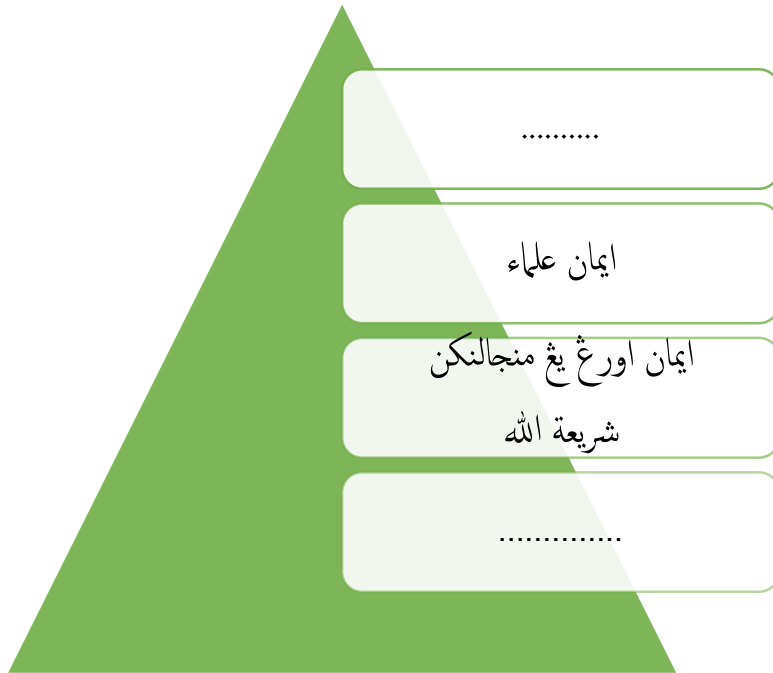 ..........
ايمان علماء
ايمان اورڠ يڠ منجالنكن
شريعة الله
..............